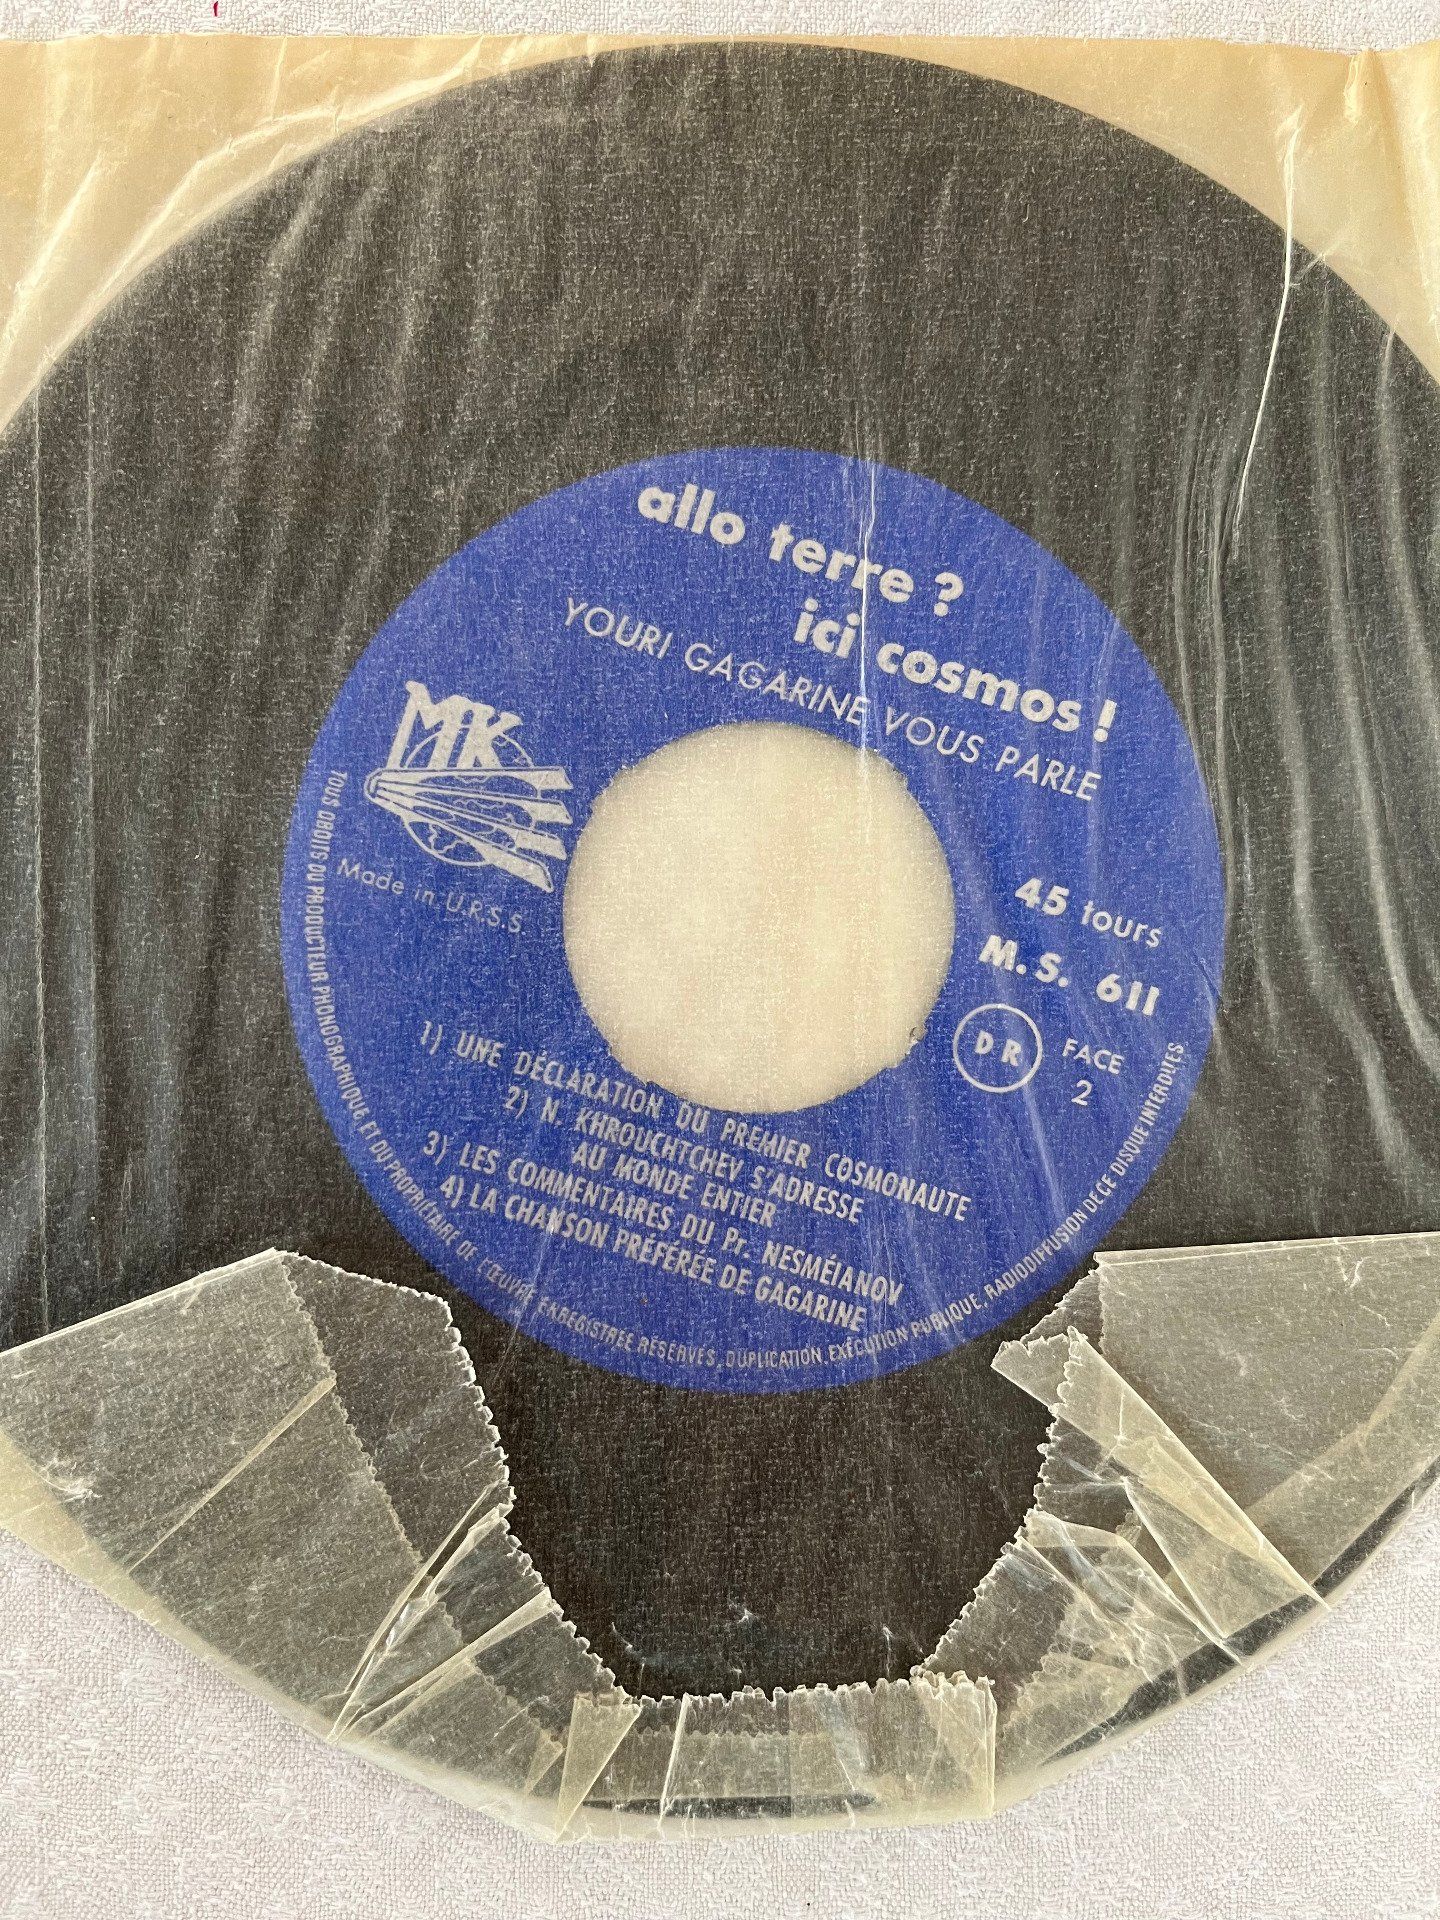 allo terre ?
ici cosmos !
YOURI GAGARINE VOUS PARLE
MK
Made in U.R.S.S.
45 tours
M. S. 611
DR
FACE
2
1) UNE DÉCLARATION DU PREMIER COSMONAUTE
2) N. KHROUCHTCHEV S'ADRESSE
AU MONDE ENTIER
3) LES COMMENTAIRES DU Pr. NESMÉIANOV
4) LA CHANSON PRÉFÉRÉE DE GAGARINE
TOUS DROITS DU PRODUCTEUR PHONOGRAPHIQUE ET DU PROPRIÉTAIRE DE L'ŒUVRE ENREGISTRÉE RÉSERVÉS, DUPLICATION, EXÉCUTION PUBLIQUE, RADIODIFFUSION DE CE DISQUE INTERDUES